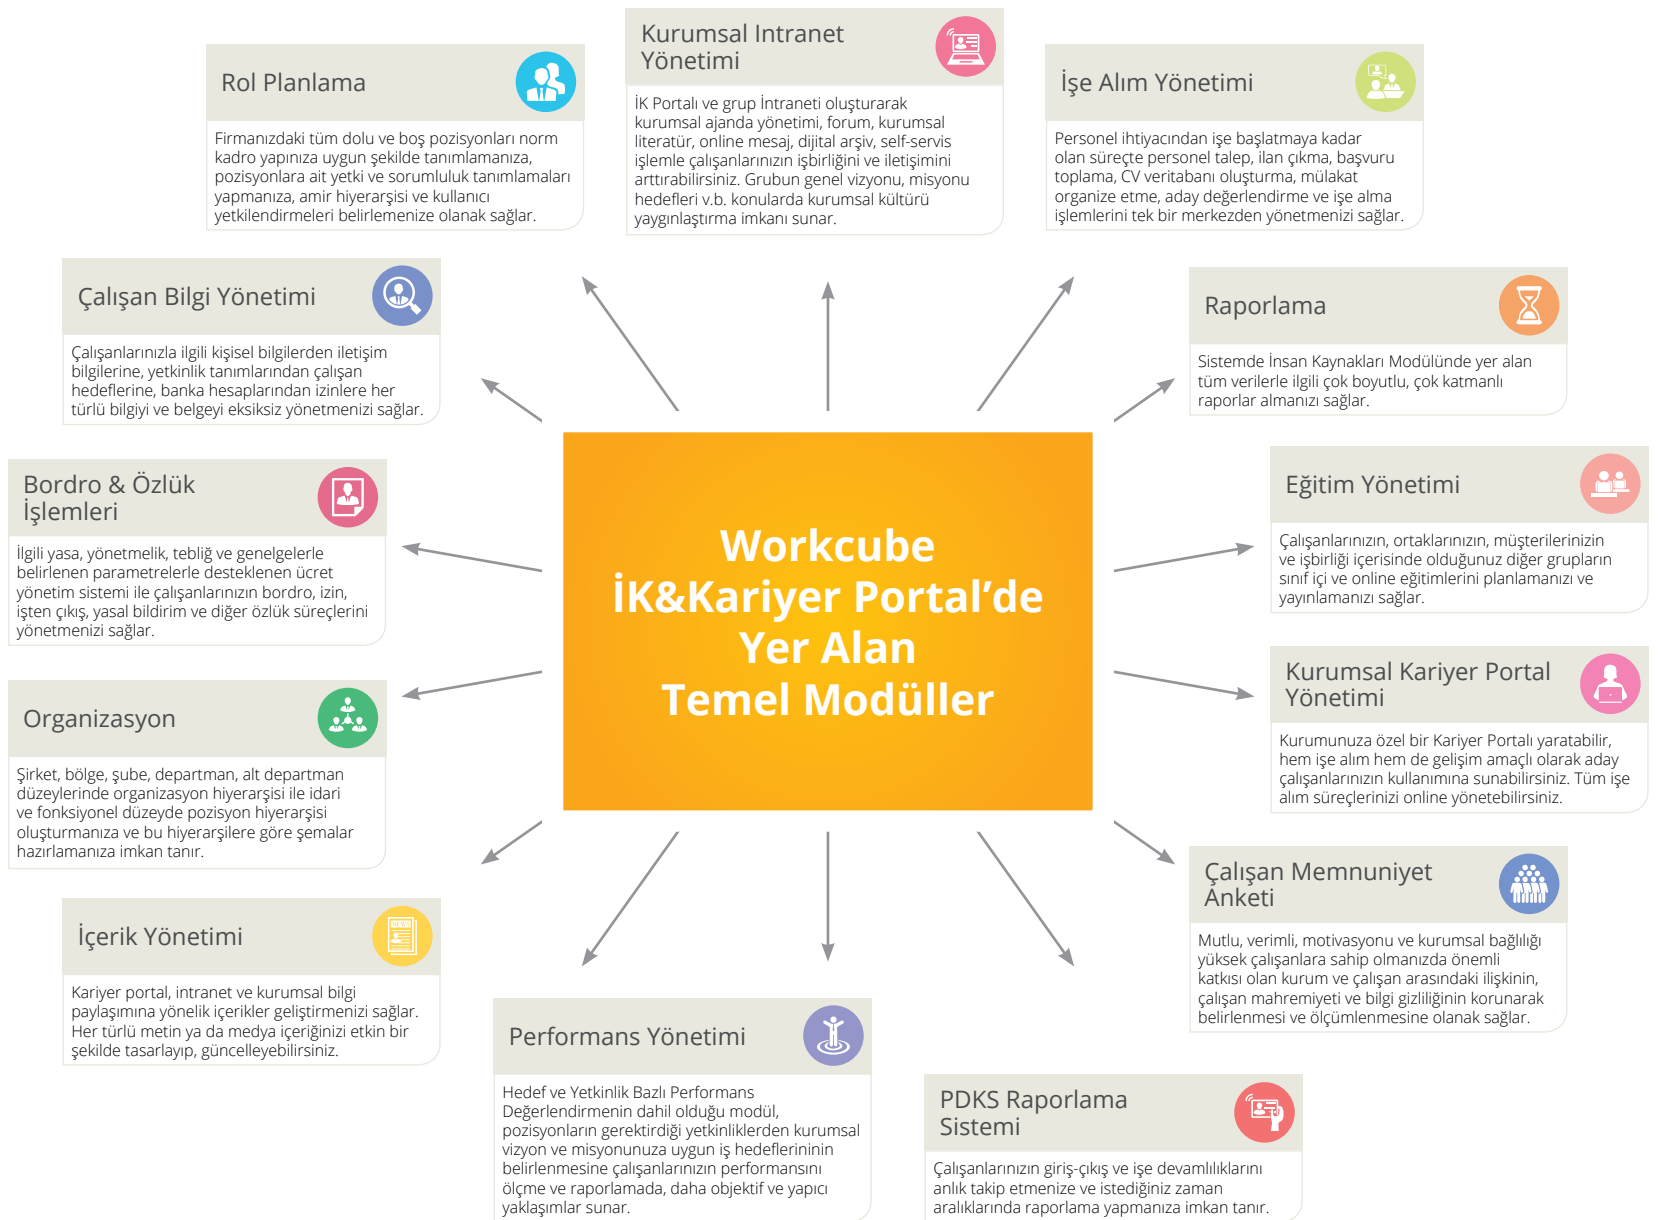 Kurumsal Intranet
Yönetimi
İK Portalı ve grup İntraneti oluşturarak
kurumsal ajanda yönetimi, forum, kurumsal
literatür, online mesaj, dijital arşiv, self-servis
işlemle çalışanlarınızın işbirliğini ve iletişimini
arttırabilirsiniz. Grubun genel vizyonu, misyonu
hedefleri v.b. konularda kurumsal kültürü
yaygınlaştırma imkanı sunar.
Rol Planlama
Firmanızdaki tüm dolu ve boş pozisyonları norm
kadro yapınıza uygun şekilde tanımlamanıza,
pozisyonlara ait yetki ve sorumluluk tanımlamaları
yapmanıza, amir hiyerarşisi ve kullanıcı
yetkilendirmeleri belirlemenize olanak sağlar.
İşe Alım Yönetimi
Personel ihtiyacından işe başlatmaya kadar
olan süreçte personel talep, ilan çıkma, başvuru
toplama, CV veritabanı oluşturma, mülakat
organize etme, aday değerlendirme ve işe alma
işlemlerini tek bir merkezden yönetmenizi sağlar.
Çalışan Bilgi Yönetimi
Çalışanlarınızla ilgili kişisel bilgilerden iletişim
bilgilerine, yetkinlik tanımlarından çalışan
hedeflerine, banka hesaplarından izinlere her
türlü bilgiyi ve belgeyi eksiksiz yönetmenizi sağlar.
Raporlama
Sistemde İnsan Kaynakları Modülünde yer alan
tüm verilerle ilgili çok boyutlu, çok katmanlı
raporlar almanızı sağlar.
Bordro & Özlük
İşlemleri
İlgili yasa, yönetmelik, tebliğ ve genelgelerle
belirlenen parametrelerle desteklenen ücret
yönetim sistemi ile çalışanlarınızın bordro, izin,
işten çıkış, yasal bildirim ve diğer özlük süreçlerini
yönetmenizi sağlar.
Workcube
İK&Kariyer Portal’de
Yer Alan
Temel Modüller
Eğitim Yönetimi
Çalışanlarınızın, ortaklarınızın, müşterilerinizin
ve işbirliği içerisinde olduğunuz diğer grupların
sınıf içi ve online eğitimlerini planlamanızı ve
yayınlamanızı sağlar.
Organizasyon
Şirket, bölge, şube, departman, alt departman
düzeylerinde organizasyon hiyerarşisi ile idari
ve fonksiyonel düzeyde pozisyon hiyerarşisi
oluşturmanıza ve bu hiyerarşilere göre şemalar
hazırlamanıza imkan tanır.
Kurumsal Kariyer Portal
Yönetimi
Kurumunuza özel bir Kariyer Portalı yaratabilir,
hem işe alım hem de gelişim amaçlı olarak aday
çalışanlarınızın kullanımına sunabilirsiniz. Tüm işe
alım süreçlerinizi online yönetebilirsiniz.
İçerik Yönetimi
NEWS
Kariyer portal, intranet ve kurumsal bilgi
paylaşımına yönelik içerikler geliştirmenizi sağlar.
Her türlü metin ya da medya içeriğinizi etkin bir
şekilde tasarlayıp, güncelleyebilirsiniz.
Çalışan Memnuniyet
Anketi
Mutlu, verimli, motivasyonu ve kurumsal bağlılığı
yüksek çalışanlara sahip olmanızda önemli
katkısı olan kurum ve çalışan arasındaki ilişkinin,
çalışan mahremiyeti ve bilgi gizliliğinin korunarak
belirlenmesi ve ölçümlenmesine olanak sağlar.
Performans Yönetimi
Hedef ve Yetkinlik Bazlı Performans
Değerlendirmenin dahil olduğu modül,
pozisyonların gerektirdiği yetkinliklerden kurumsal
vizyon ve misyonunuza uygun iş hedeflerininin
belirlenmesine çalışanlarınızın performansını
ölçme ve raporlamada, daha objektif ve yapıcı
yaklaşımlar sunar.
PDKS Raporlama
Sistemi
Çalışanlarınızın giriş-çıkış ve işe devamlılıklarını
anlık takip etmenize ve istediğiniz zaman
aralıklarında raporlama yapmanıza imkan tanır.